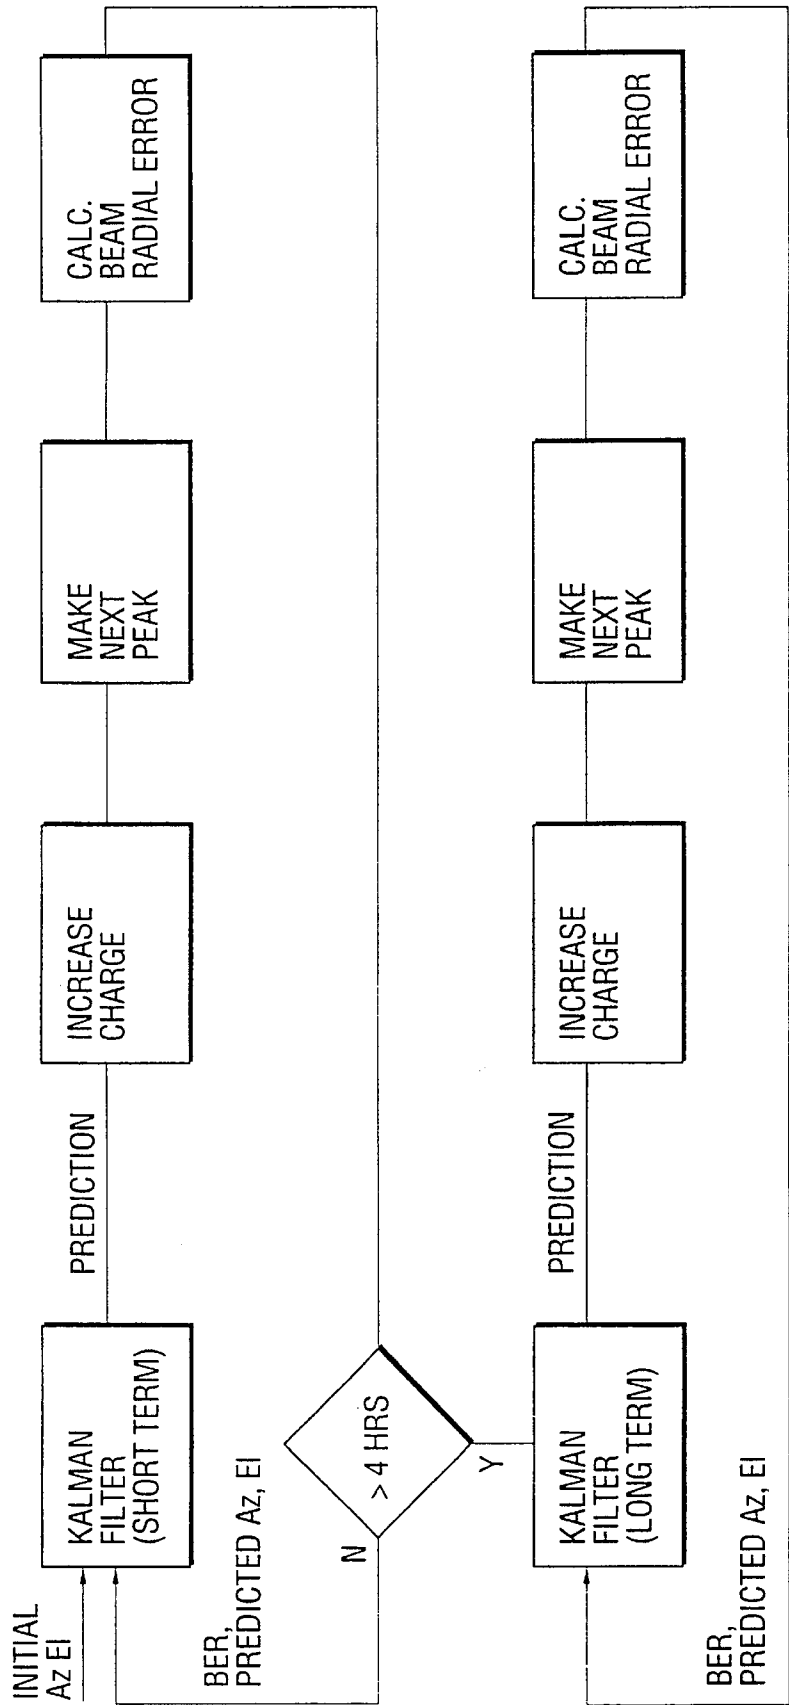 INITIAL
Az El
KALMAN
FILTER
(SHORT TERM)
PREDICTION
INCREASE
CHARGE
MAKE
NEXT
PEAK
CALC.
BEAM
RADIAL ERROR
BER,
PREDICTED Az, El
N
> 4 HRS
Y
KALMAN
FILTER
(LONG TERM)
PREDICTION
INCREASE
CHARGE
MAKE
NEXT
PEAK
CALC.
BEAM
RADIAL ERROR
BER,
PREDICTED Az, El